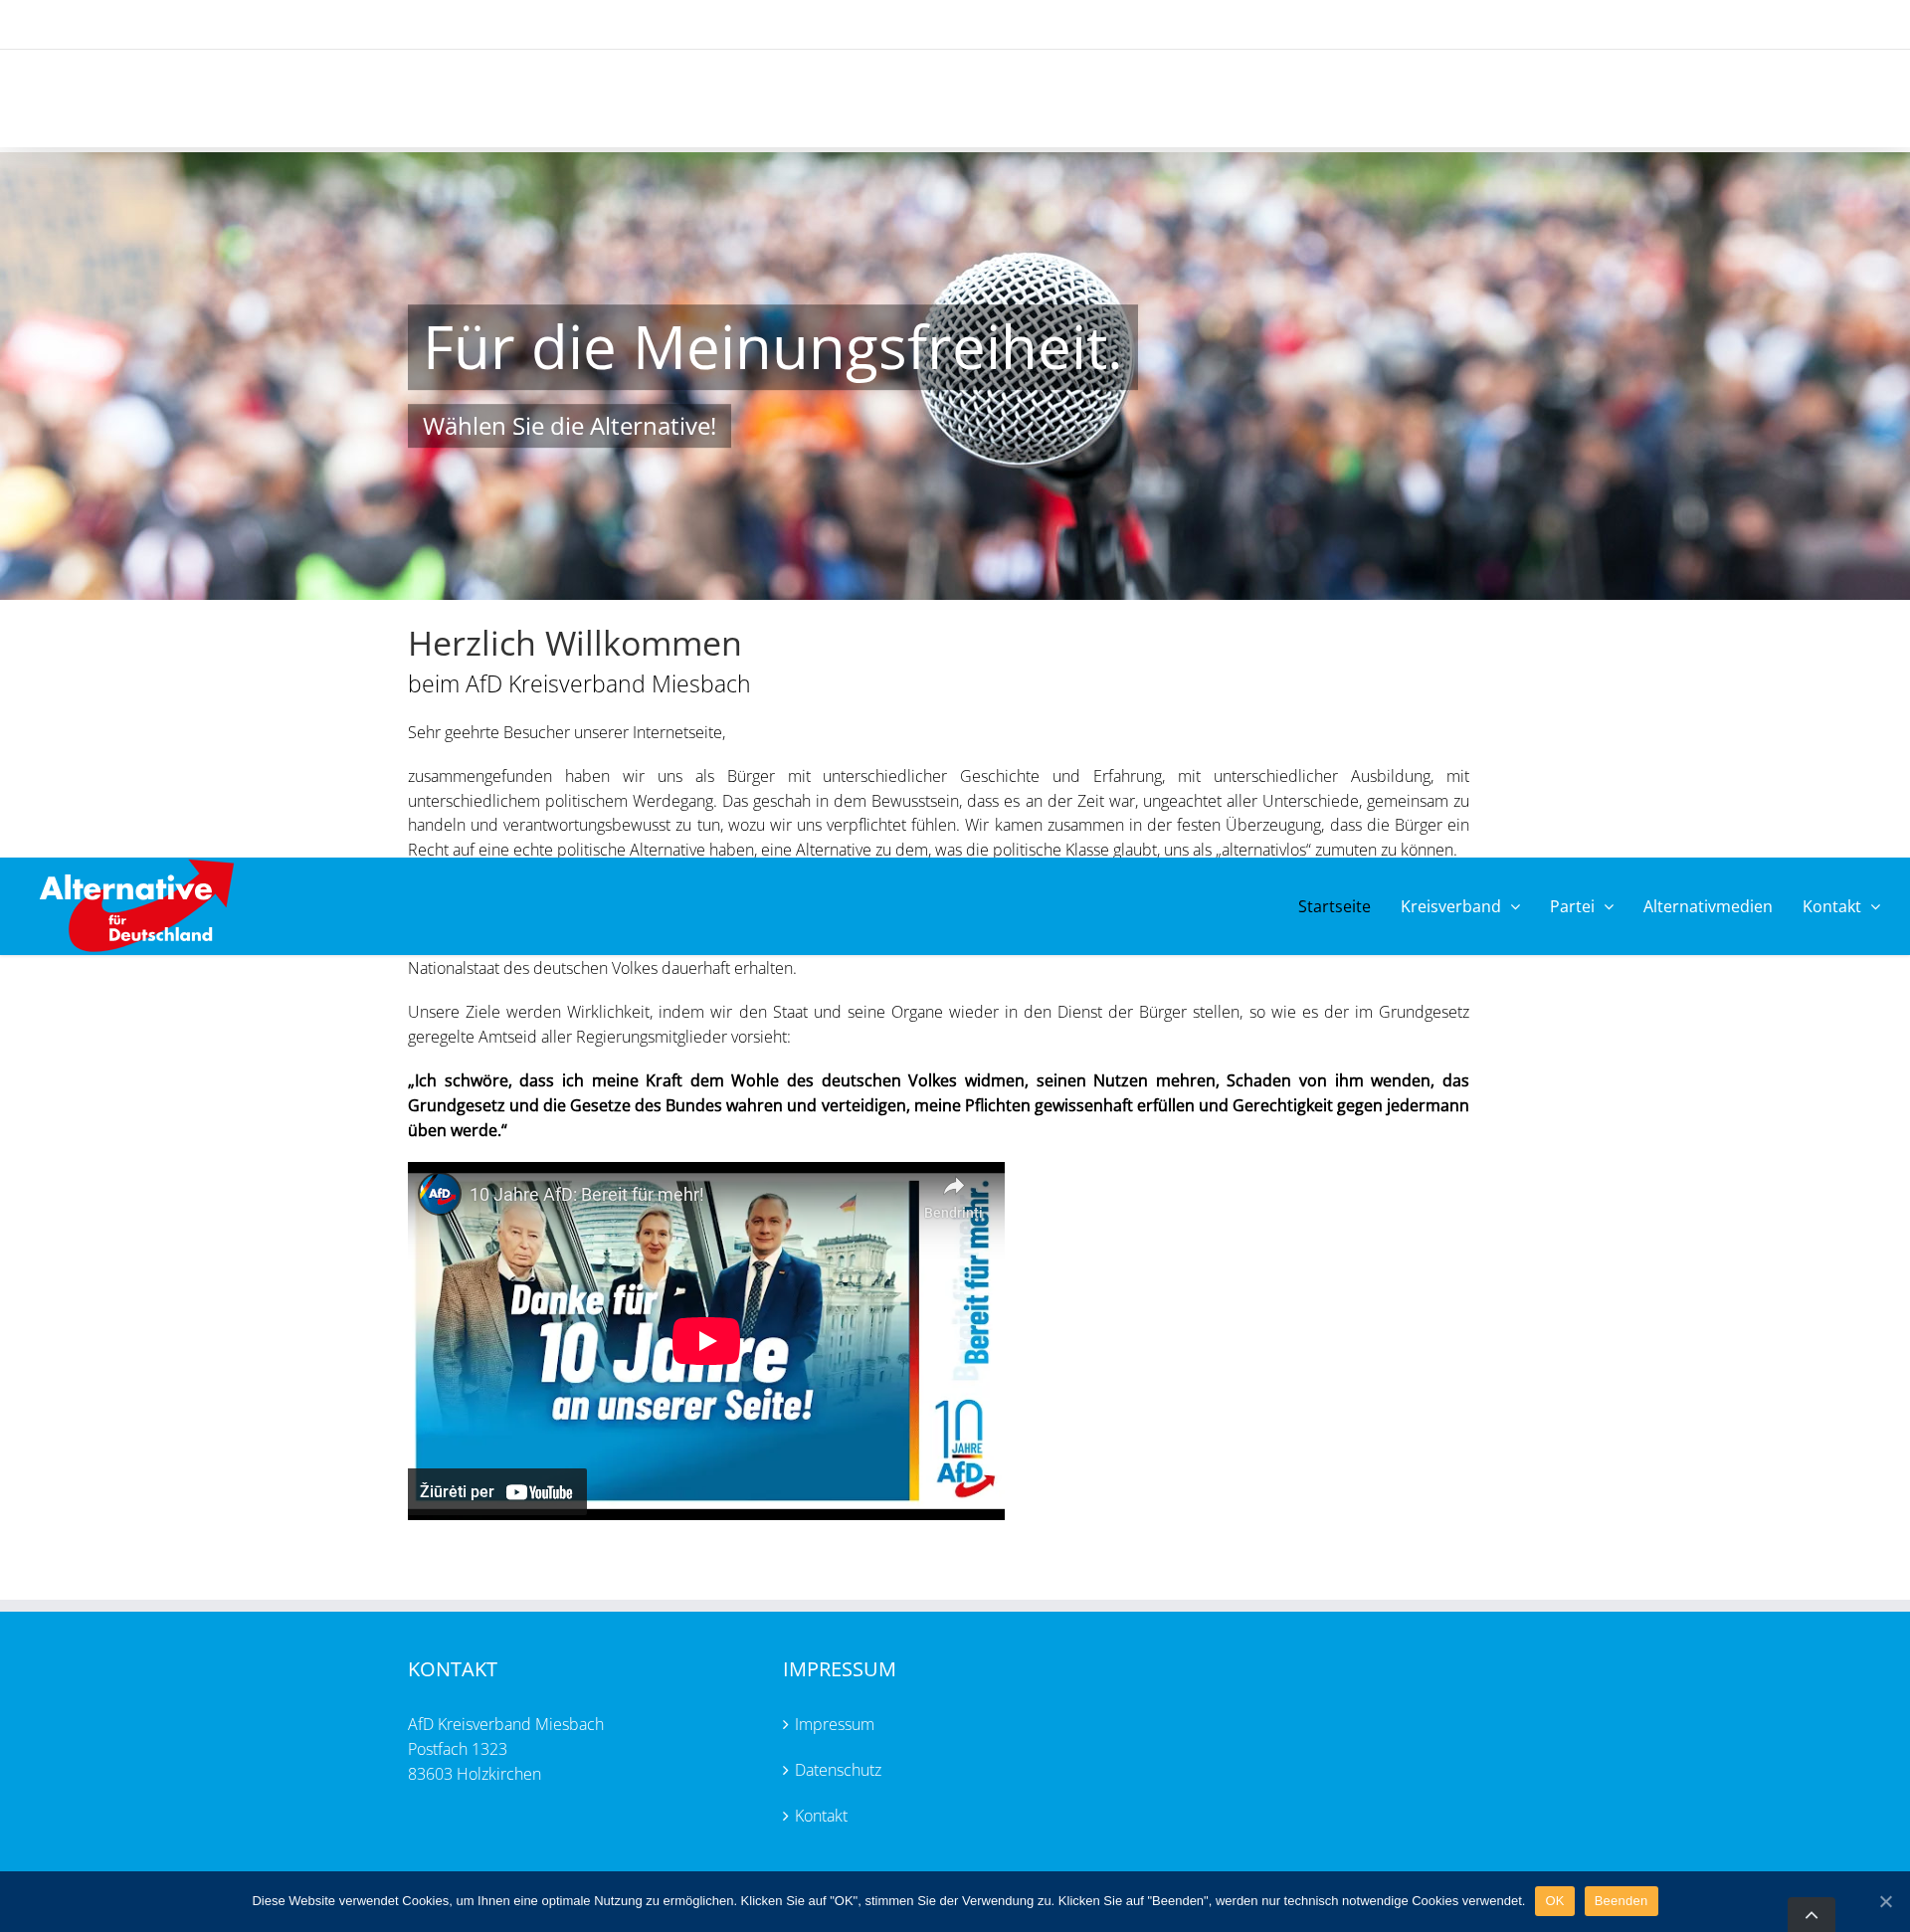 Für die Meinungsfreiheit.
Wählen Sie die Alternative!
Herzlich Willkommen
beim AfD Kreisverband Miesbach
Sehr geehrte Besucher unserer Internetseite,
zusammengefunden haben wir uns als Bürger mit unterschiedlicher Geschichte und Erfahrung, mit unterschiedlicher Ausbildung, mit
unterschiedlichem politischem Werdegang. Das geschah in dem Bewusstsein, dass es an der Zeit war, ungeachtet aller Unterschiede, gemeinsam zu
handeln und verantwortungsbewusst zu tun, wozu wir uns verpflichtet fühlen. Wir kamen zusammen in der festen Überzeugung, dass die Bürger ein
Recht auf eine echte politische Alternative haben, eine Alternative zu dem, was die politische Klasse glaubt, uns als „alternativlos“ zumuten zu können.
Alternative
für
Deutschland
Startseite Kreisverband Partei Alternativmedien Kontakt
Nationalstaat des deutschen Volkes dauerhaft erhalten.
Unsere Ziele werden Wirklichkeit, indem wir den Staat und seine Organe wieder in den Dienst der Bürger stellen, so wie es der im Grundgesetz
geregelte Amtseid aller Regierungsmitglieder vorsieht:
„Ich schwöre, dass ich meine Kraft dem Wohle des deutschen Volkes widmen, seinen Nutzen mehren, Schaden von ihm wenden, das
Grundgesetz und die Gesetze des Bundes wahren und verteidigen, meine Pflichten gewissenhaft erfüllen und Gerechtigkeit gegen jedermann
üben werde.“
AfD
10 Jahre AfD: Bereit für mehr!
Bendrinti
Danke für
10 Jahre
an unserer Seite!
Bereit für mehr.
Bereit für mehr.
10
JAHRE
AfD
Žiūrėti per YouTube
KONTAKT
AfD Kreisverband Miesbach
Postfach 1323
83603 Holzkirchen
IMPRESSUM
Impressum
Datenschutz
Kontakt
Diese Website verwendet Cookies, um Ihnen eine optimale Nutzung zu ermöglichen. Klicken Sie auf "OK", stimmen Sie der Verwendung zu. Klicken Sie auf "Beenden", werden nur technisch notwendige Cookies verwendet. OK Beenden